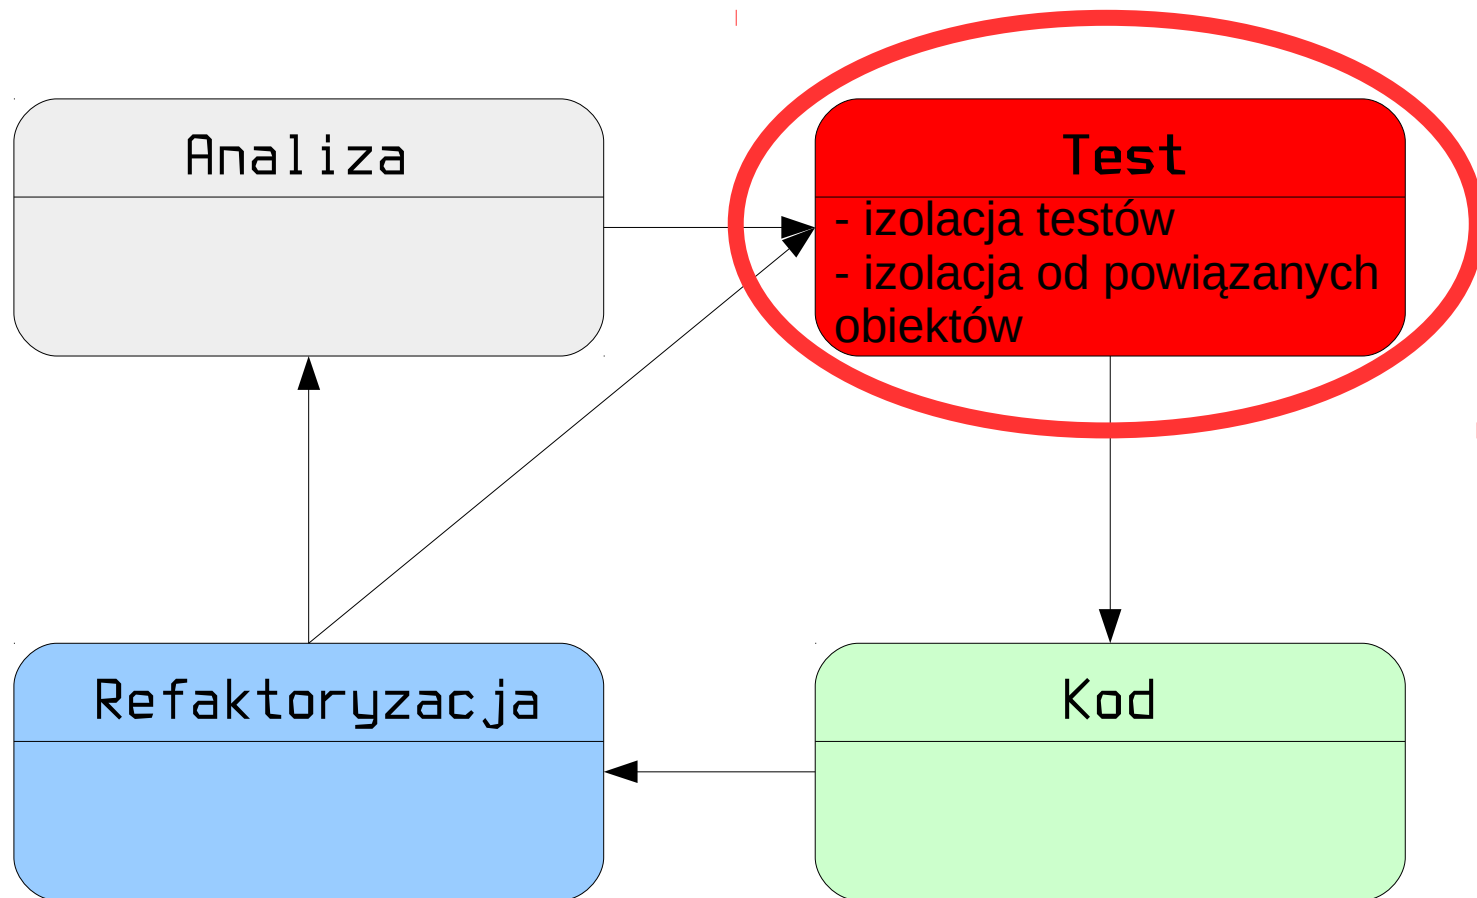 Analiza
Test
- izolacja testów
- izolacja od powiązanych
obiektów
Refaktoryzacja
Kod